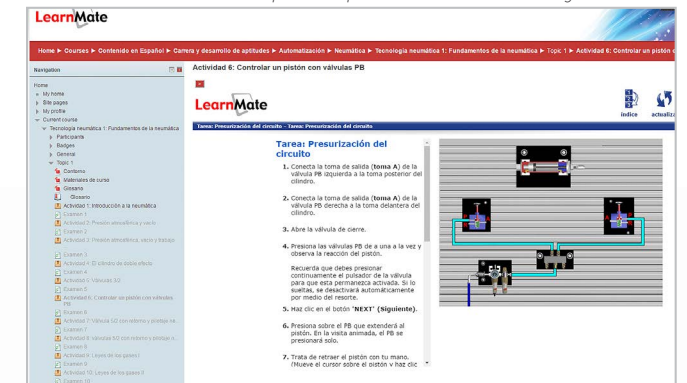 LearnMate
Home ► Courses ► Contenido en Español ► Carrera y desarrollo de aptitudes ► Automatización ► Neumática ► Tecnología neumática 1: Fundamentos de la neumática ► Topic 1 ► Actividad 6: Controlar un pistón
Navigation
Home
My home
Site pages
My profile
Current course
Tecnología neumática 1: Fundamentos de la neumática
Participants
Badges
General
Topic 1
Contorno
Materiales de curso
Glosario
Glosario
Actividad 1: Introducción a la neumática
Examen 1
Actividad 2: Presión atmosférica y vacío
Examen 2
Actividad 3: Presión atmosférica, vacío y trabajo
Examen 3
Actividad 4: El cilindro de doble efecto
Examen 4
Actividad 5: Válvulas 3/2
Examen 5
Actividad 6: Controlar un pistón con válvulas
PB
Examen 6
Actividad 7: Válvula 5/2 con retorno y pilotaje ne...
Examen 7
Actividad 8: válvulas 5/2 con retorno y pilotaje n...
Examen 8
Actividad 9: Leyes de los gases I
Examen 9
Actividad 10: Leyes de los gases II
Examen 10
Actividad 6: Controlar un pistón con válvulas PB
LearnMate
índice
Tarea: Presurización del circuito - Tarea: Presurización del circuito
Tarea: Presurización del
circuito
1. Conecta la toma de salida (toma A) de la
válvula PB izquierda a la toma posterior del
cilindro.
2. Conecta la toma de salida (toma A) de la
válvula PB derecha a la toma delantera del
cilindro.
3. Abre la válvula de cierre.
4. Presiona las válvulas PB de a una a la vez y
observa la reacción del pistón.
Recuerda que debes presionar
continuamente el pulsador de la válvula
para que esta permanezca activada. Si lo
sueltas, se desactivará automáticamente
por medio del resorte.
5. Haz clic en el botón 'NEXT' (Siguiente).
6. Presiona sobre el PB que extenderá al
pistón. En la visita animada, el PB se
presionará solo.
7. Trata de retraer el pistón con tu mano.
(Mueve el cursor sobre el pistón y haz clic